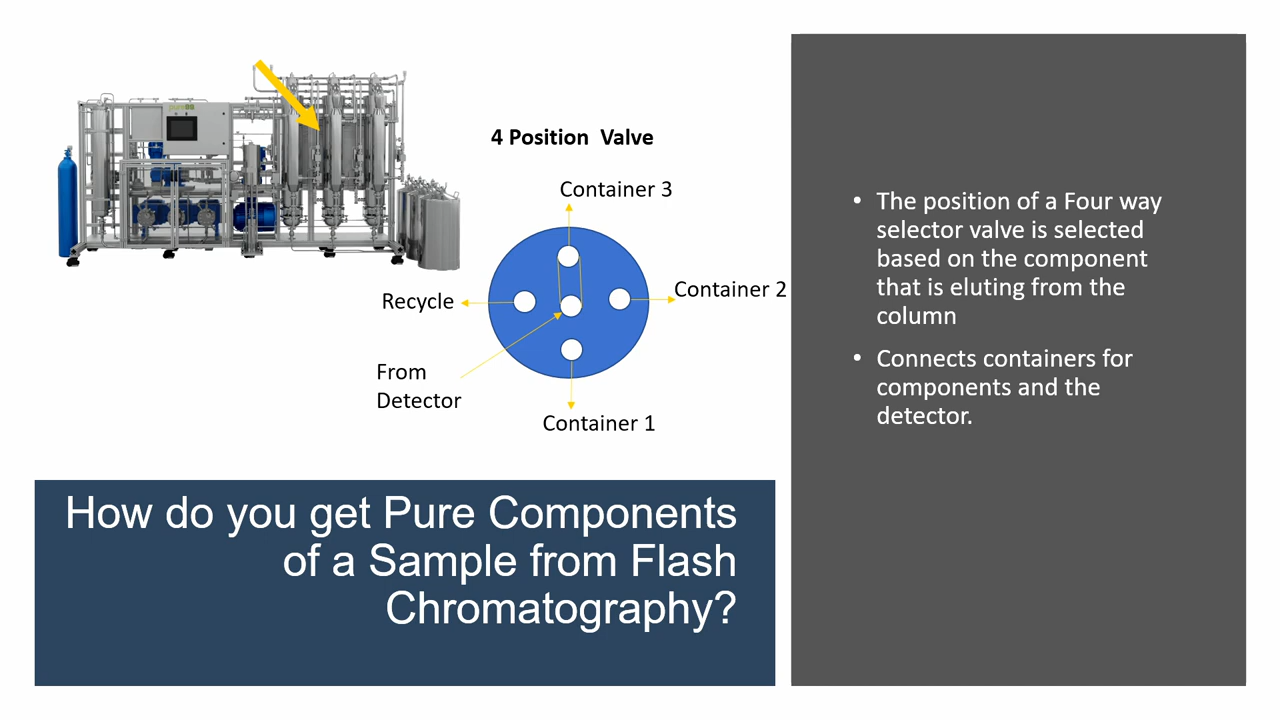 4 Position Valve
Container 3
Container 2
Recycle
From
Detector
Container 1
How do you get Pure Components
of a Sample from Flash
Chromatography?
• The position of a Four way
selector valve is selected
based on the component
that is eluting from the
column
• Connects containers for
components and the
detector.